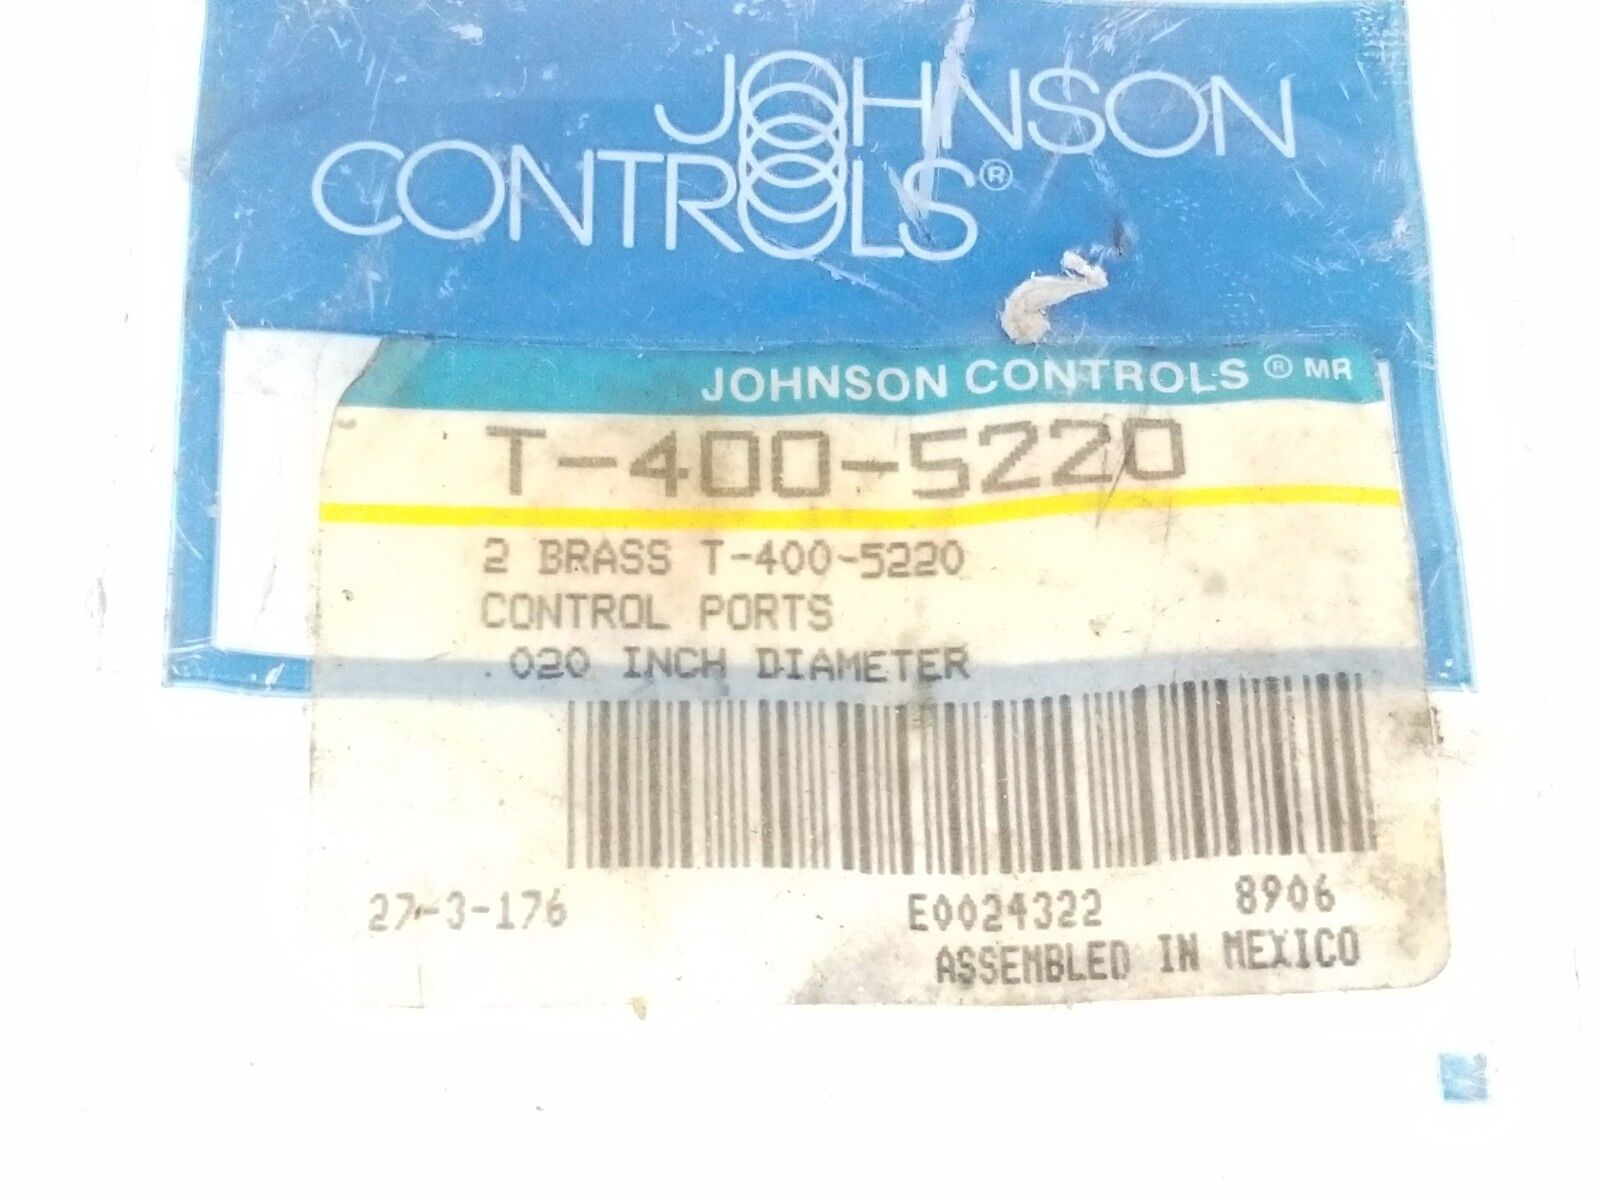 JOHNSON
CONTROLS®
JOHNSON CONTROLS ® MR
T-400-5220
2 BRASS T-400-5220
CONTROL PORTS
.020 INCH DIAMETER
27-3-176 E0024322 8906
ASSEMBLED IN MEXICO